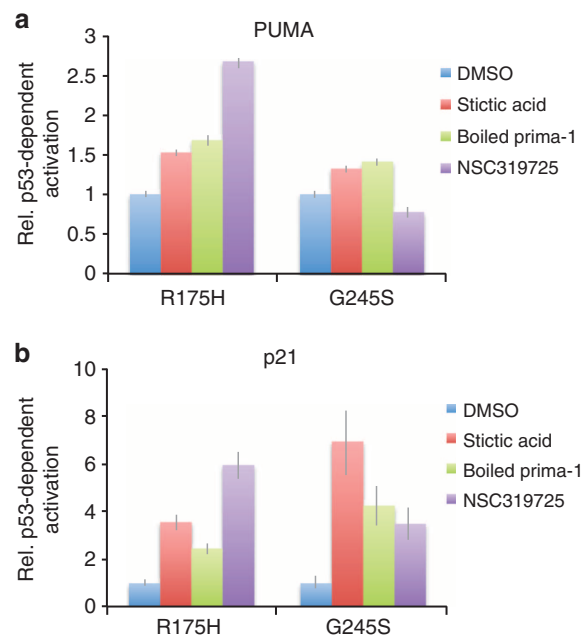 a
PUMA
Rel. p53-dependent
activation
3
2.5
2
1.5
1
0.5
0
R175H
G245S
DMSO
Stictic acid
Boiled prima-1
NSC319725
b
p21
Rel. p53-dependent
activation
10
8
6
4
2
0
R175H
G245S
DMSO
Stictic acid
Boiled prima-1
NSC319725